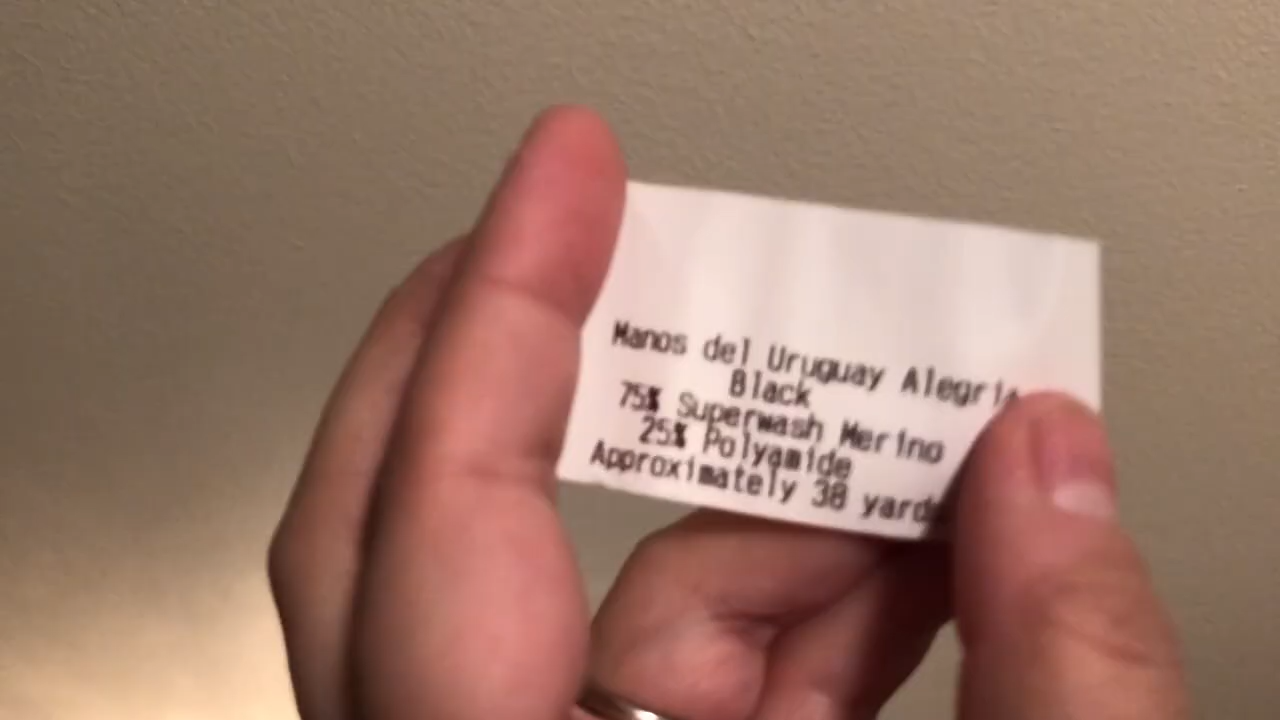 Manos del Uruguay Alegria
Black
75% Superwash Merino
25% Polyamide
Approximately 38 yards